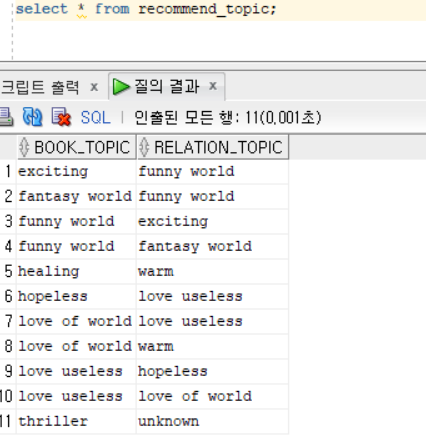 select * from recommend_topic;
크립트 출력 x 질의 결과 x
SQL | 인출된 모든 행: 11(0,001초)
BOOK_TOPIC RELATION_TOPIC
1 exciting funny world
2 fantasy world funny world
3 funny world exciting
4 funny world fantasy world
5 healing warm
6 hopeless love useless
7 love of world love useless
8 love of world warm
9 love useless hopeless
10 love useless love of world
11 thriller unknown